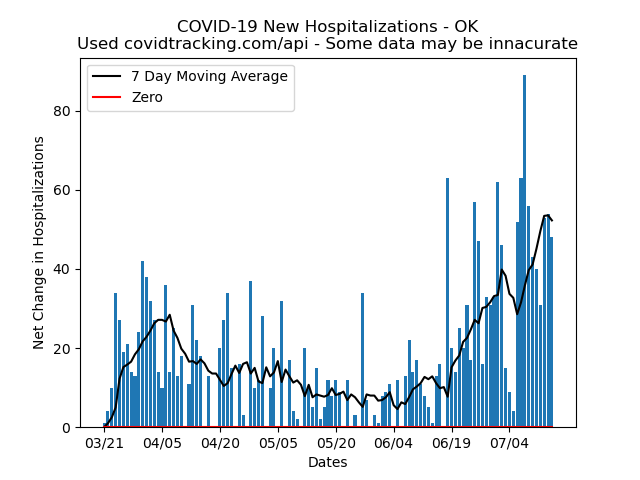 COVID-19 New Hospitalizations - OK
Used covidtracking.com/api - Some data may be innacurate
7 Day Moving Average
Zero
Net Change in Hospitalizations
80
60
40
20
0
03/21 04/05 04/20 05/05 05/20 06/04 06/19 07/04
Dates